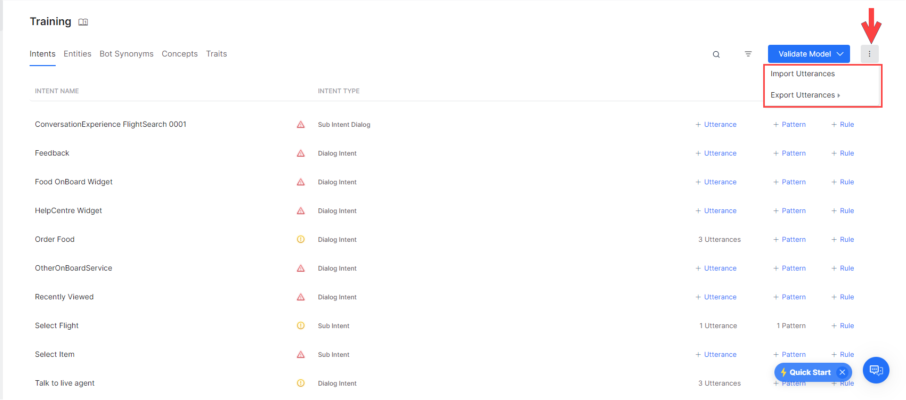 Training
Intents Entities Bot Synonyms Concepts Traits Validate Model
Import Utterances
Export Utterances
INTENT NAME INTENT TYPE
ConversationExperience FlightSearch 0001 Sub Intent Dialog + Utterance + Pattern + Rule
Feedback Dialog Intent + Utterance + Pattern + Rule
Food OnBoard Widget Dialog Intent + Utterance + Pattern + Rule
HelpCentre Widget Dialog Intent + Utterance + Pattern + Rule
Order Food Dialog Intent 3 Utterances + Pattern + Rule
OtherOnBoardService Dialog Intent + Utterance + Pattern + Rule
Recently Viewed Dialog Intent + Utterance + Pattern + Rule
Select Flight Sub Intent 1 Utterance 1 Pattern + Rule
Select Item Sub Intent + Utterance + Pattern + Rule
Quick Start
Talk to live agent Dialog Intent 3 Utterances + Pattern + Rule